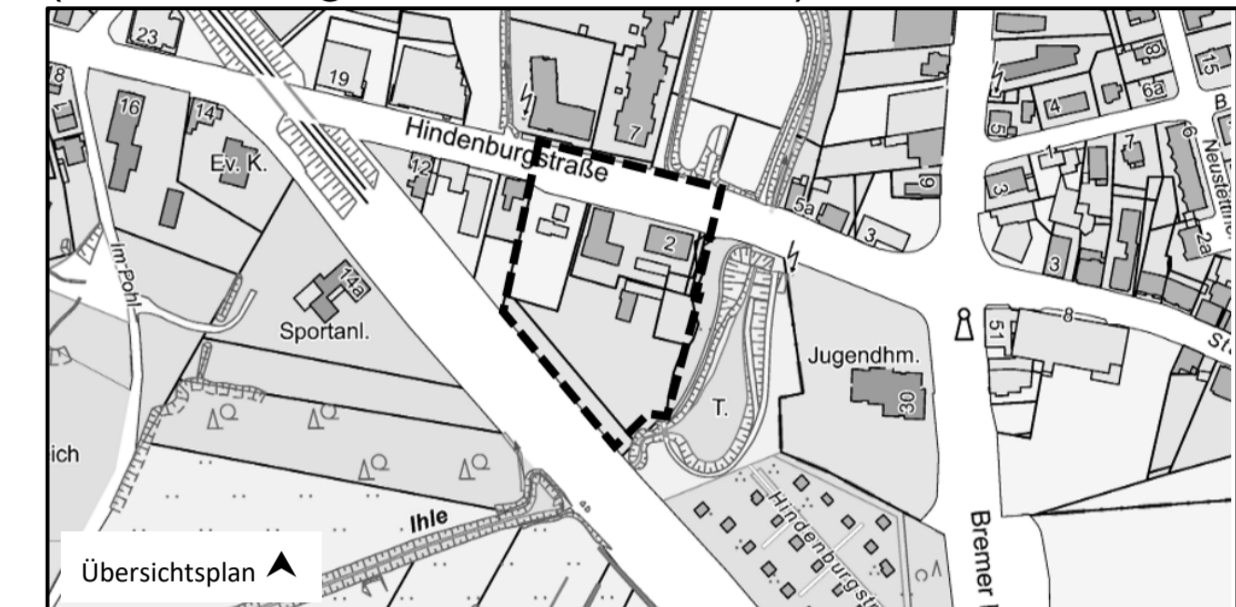 23
18
19
16
14
Ev. K.
Hindenburgstraße
12
7
Im Pohl
14a
Sportanl.
2
5a
3
9
4
6a
8
15
5
1
7
6
B
Neustettiner
2a
3
3
51
8
st
Jugendhm.
30
T.
ich
Ihle
Hindenburgstr
Bremer
Übersichtsplan